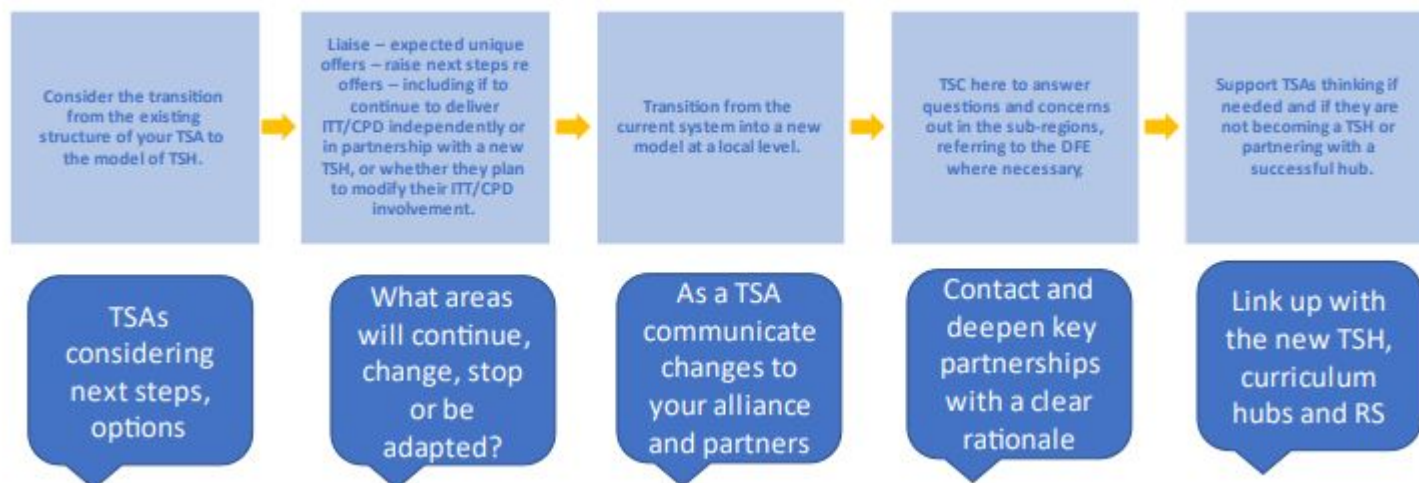 Consider the transition
from the existing
structure of your TSA to
the model of TSH.
Liaise – expected unique
offers – raise next steps re
offers – including if to
continue to deliver
ITT/CPD independently or
in partnership with a new
TSH, or whether they plan
to modify their ITT/CPD
involvement.
Transition from the
current system into a new
model at a local level.
TSC here to answer
questions and concerns
out in the sub-regions,
referring to the DFE
where necessary.
Support TSAs thinking if
needed and if they are
not becoming a TSH or
partnering with a
successful hub.
TSAs
considering
next steps,
options
What areas
will continue,
change, stop
or be
adapted?
As a TSA
communicate
changes to
your alliance
and partners
Contact and
deepen key
partnerships
with a clear
rationale
Link up with
the new TSH,
curriculum
hubs and RS